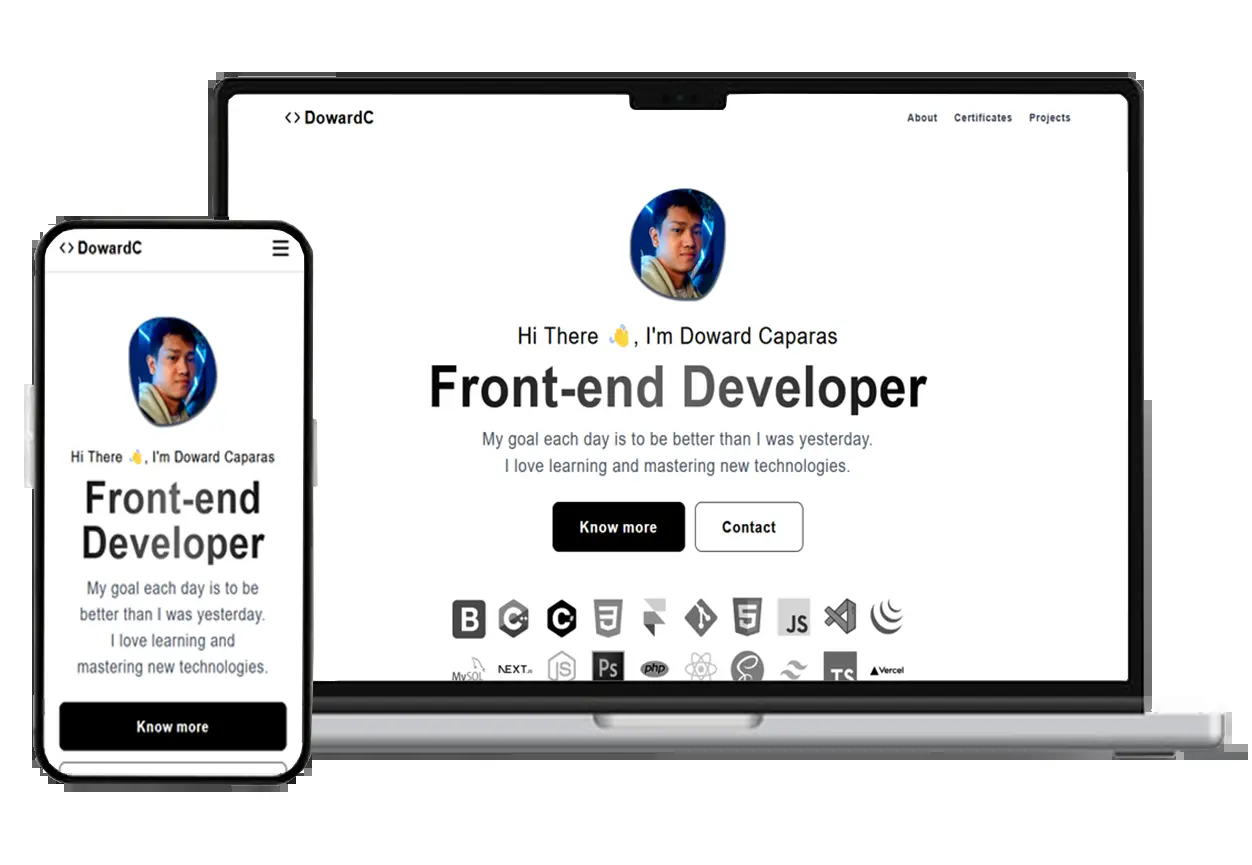 <> DowardC
About Certificates Projects
Hi There 👋, I'm Doward Caparas
Front-end Developer
My goal each day is to be better than I was yesterday.
I love learning and mastering new technologies.
Know more
Contact
B C++ C 3 5 JS
MySQL NEXT.JS JS Ps php TS Vercel
<> DowardC
Hi There 👋, I'm Doward Caparas
Front-end
Developer
My goal each day is to be
better than I was yesterday.
I love learning and
mastering new technologies.
Know more